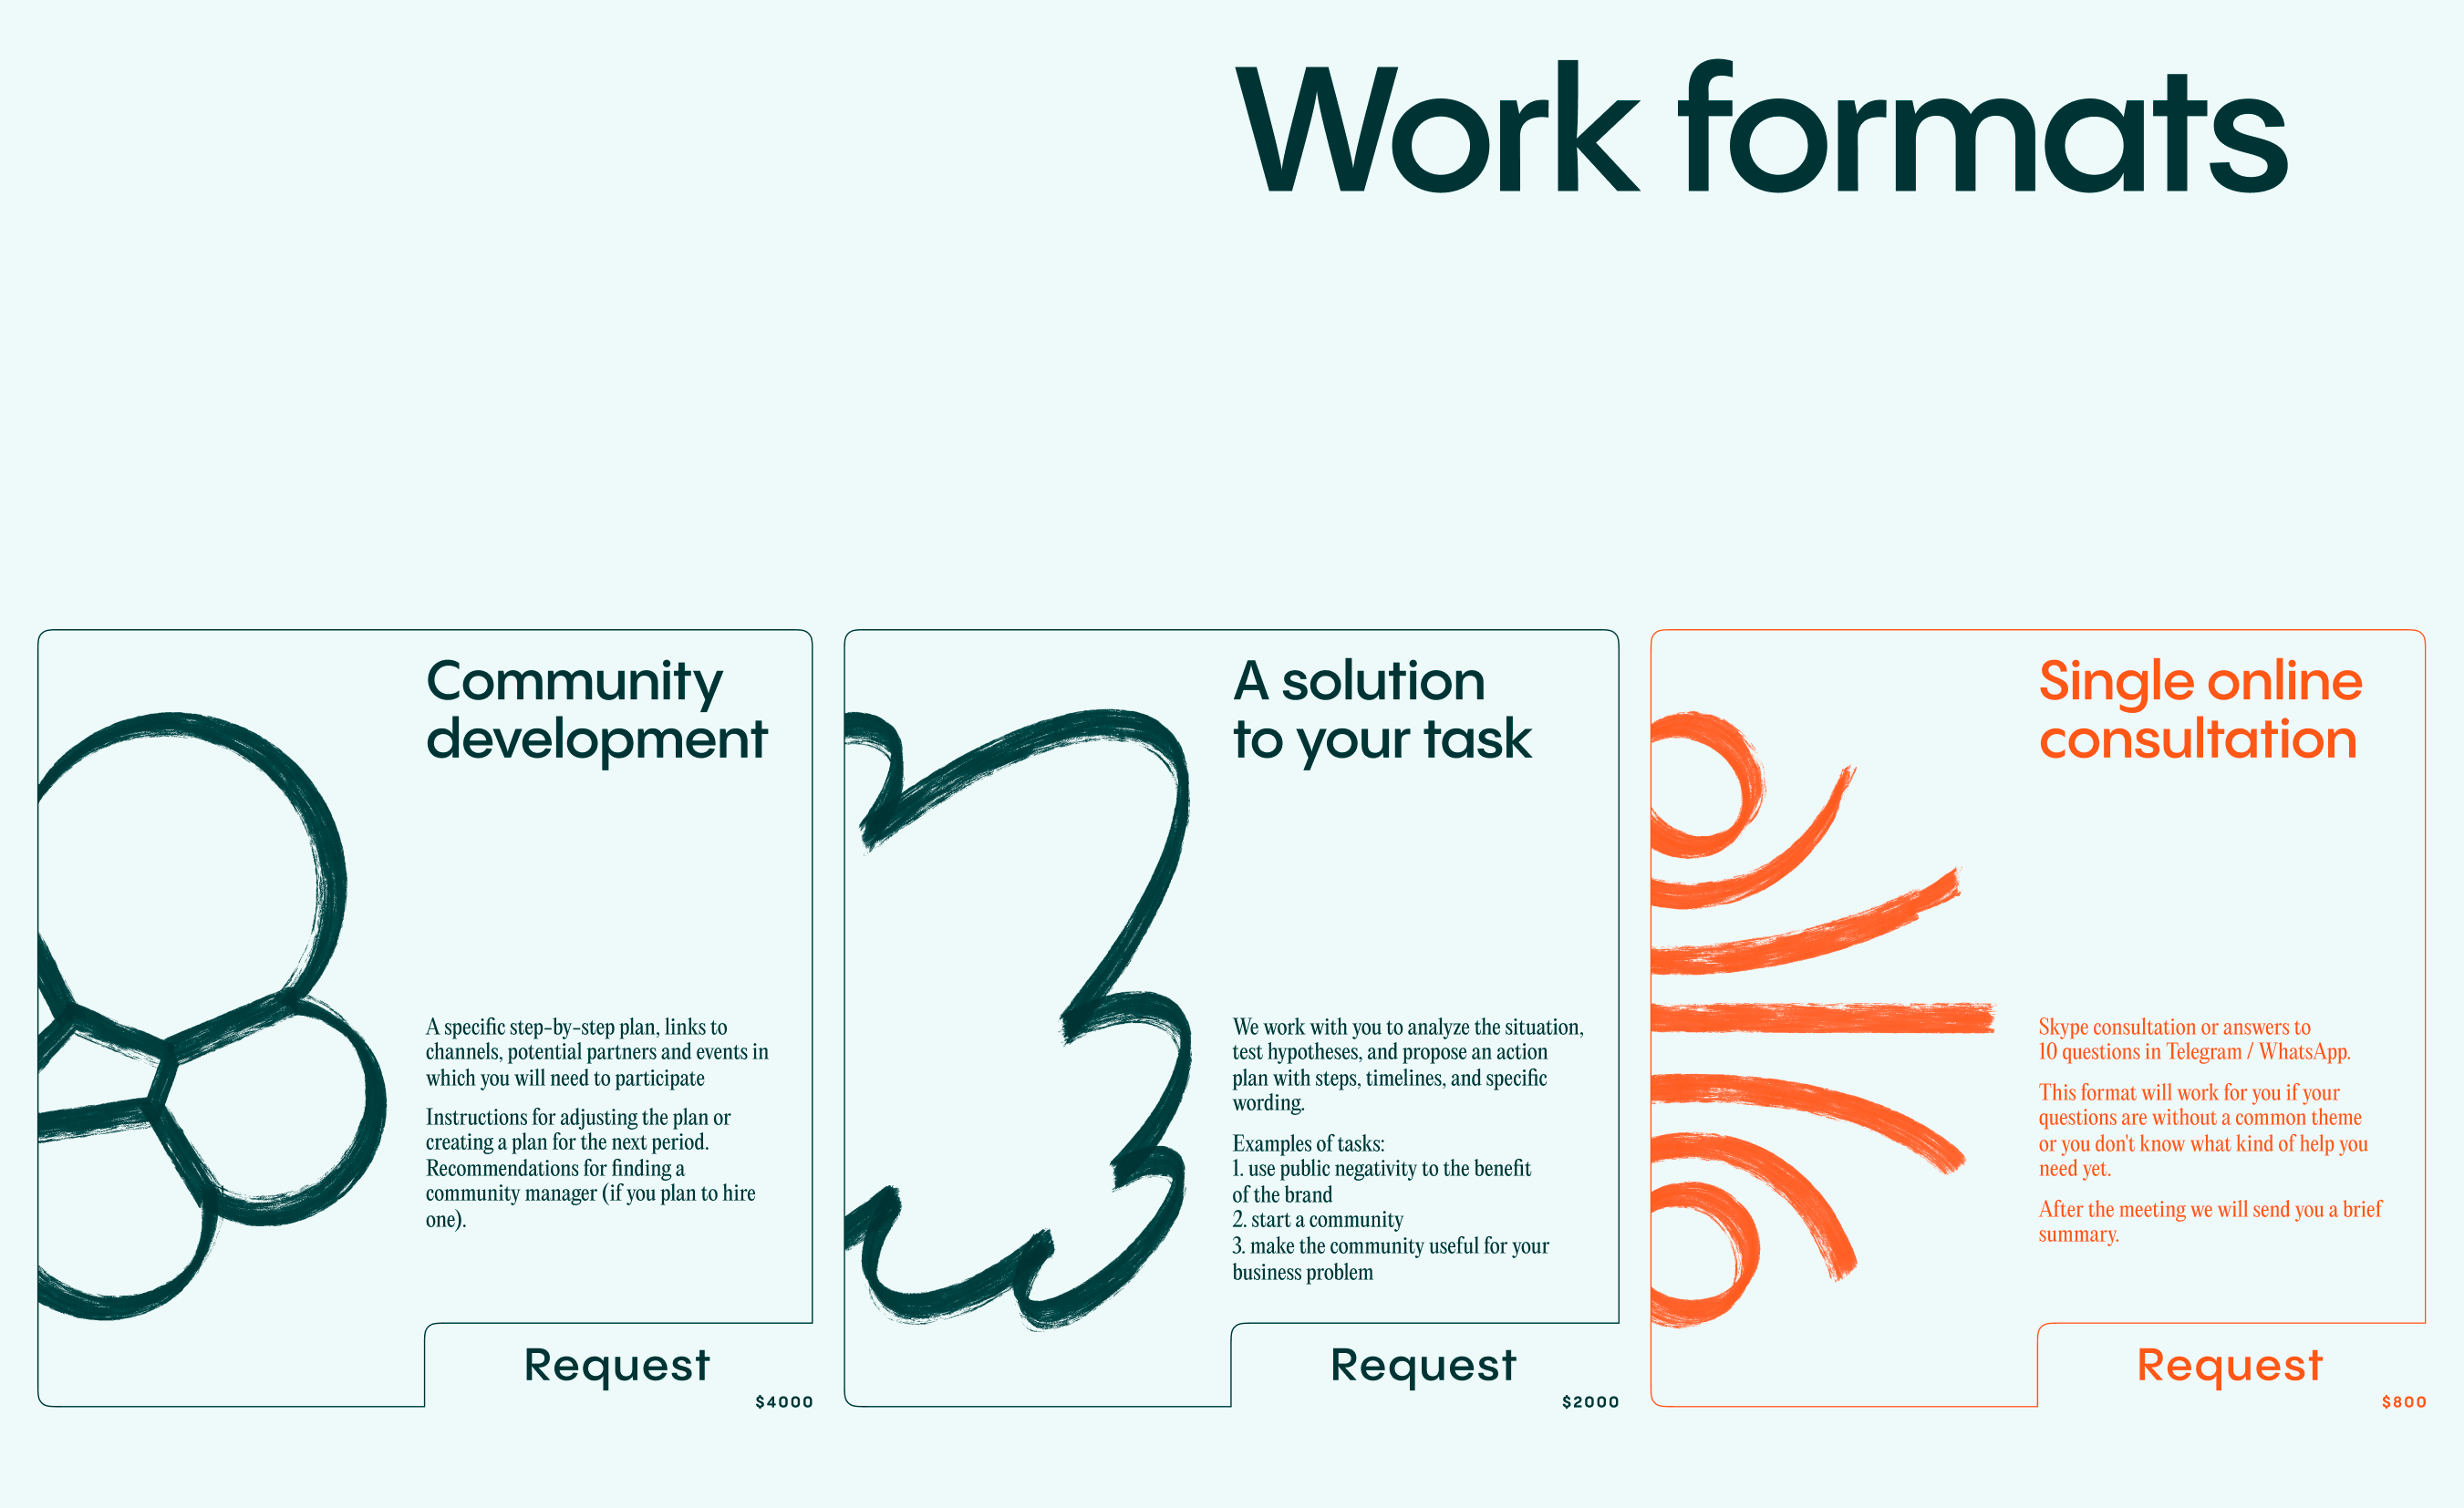 Work formats
Community
development
A specific step-by-step plan, links to
channels, potential partners and events in
which you will need to participate
Instructions for adjusting the plan or
creating a plan for the next period.
Recommendations for finding a
community manager (if you plan to hire
one).
Request
$4000
A solution
to your task
We work with you to analyze the situation,
test hypotheses, and propose an action
plan with steps, timelines, and specific
wording.
Examples of tasks:
1. use public negativity to the benefit
of the brand
2. start a community
3. make the community useful for your
business problem
Request
$2000
Single online
consultation
Skype consultation or answers to
10 questions in Telegram / WhatsApp.
This format will work for you if your
questions are without a common theme
or you don't know what kind of help you
need yet.
After the meeting we will send you a brief
summary.
Request
$800